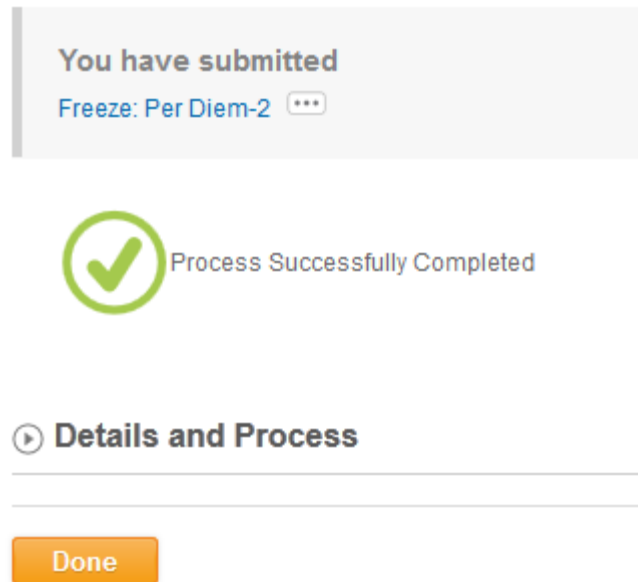 You have submitted
Freeze: Per Diem-2
Process Successfully Completed
Details and Process
Done